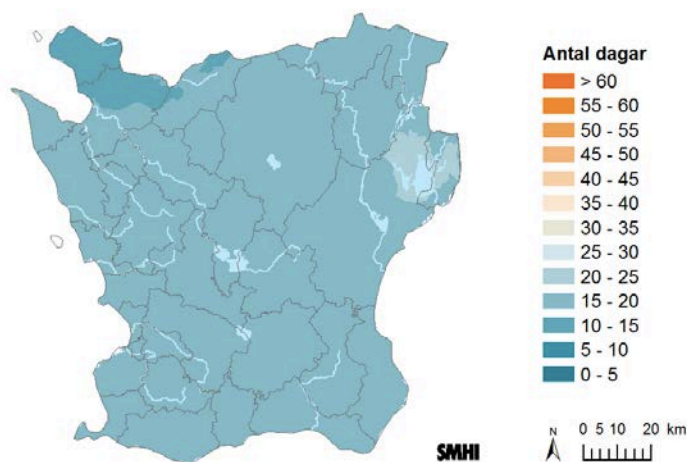 Antal dagar
> 60
55 - 60
50 - 55
45 - 50
40 - 45
35 - 40
30 - 35
25 - 30
20 - 25
15 - 20
10 - 15
5 - 10
0 - 5
SMHI
N
0 5 10 20 km